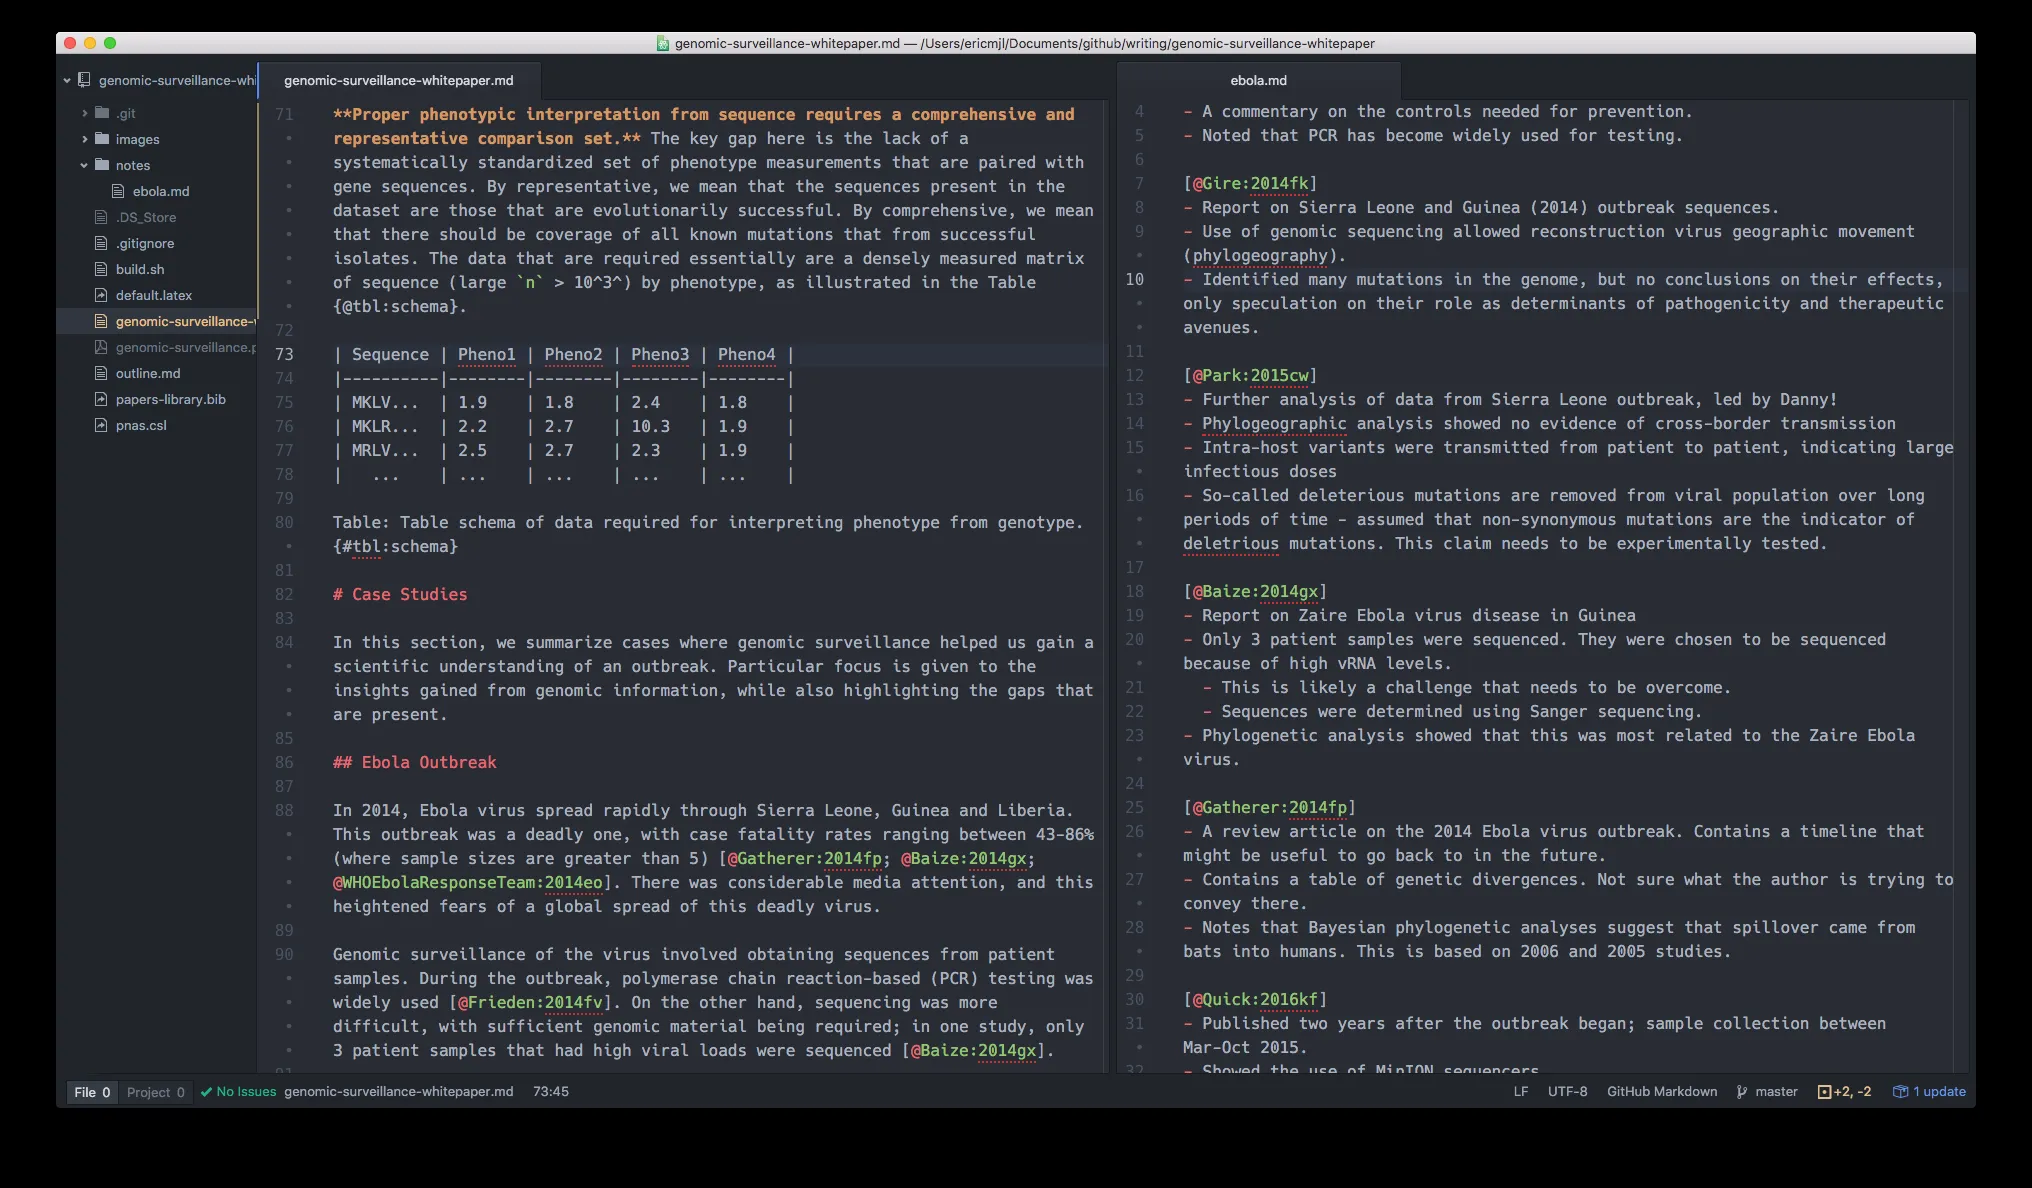 genomic-surveillance-whitepaper.md — /Users/ericmjl/Documents/github/writing/genomic-surveillance-whitepaper
genomic-surveillance-whi
.git
images
notes
ebola.md
.DS_Store
.gitignore
build.sh
default.latex
genomic-surveillance-w
genomic-surveillance.p
outline.md
papers-library.bib
pnas.csl
genomic-surveillance-whitepaper.md
71 **Proper phenotypic interpretation from sequence requires a comprehensive and
• representative comparison set.** The key gap here is the lack of a
• systematically standardized set of phenotype measurements that are paired with
• gene sequences. By representative, we mean that the sequences present in the
• dataset are those that are evolutionarily successful. By comprehensive, we mean
• that there should be coverage of all known mutations that from successful
• isolates. The data that are required essentially are a densely measured matrix
• of sequence (large `n` > 10^3^) by phenotype, as illustrated in the Table
• {@tbl:schema}.
72
73 | Sequence | Pheno1 | Pheno2 | Pheno3 | Pheno4 |
74 |----------|--------|--------|--------|--------|
75 | MKLV... | 1.9 | 1.8 | 2.4 | 1.8 |
76 | MKLR... | 2.2 | 2.7 | 10.3 | 1.9 |
77 | MRLV... | 2.5 | 2.7 | 2.3 | 1.9 |
78 | ... | ... | ... | ... | ... |
79
80 Table: Table schema of data required for interpreting phenotype from genotype.
• {#tbl:schema}
81
82 # Case Studies
83
84 In this section, we summarize cases where genomic surveillance helped us gain a
• scientific understanding of an outbreak. Particular focus is given to the
• insights gained from genomic information, while also highlighting the gaps that
• are present.
85
86 ## Ebola Outbreak
87
88 In 2014, Ebola virus spread rapidly through Sierra Leone, Guinea and Liberia.
• This outbreak was a deadly one, with case fatality rates ranging between 43-86%
• (where sample sizes are greater than 5) [@Gatherer:2014fp; @Baize:2014gx;
• @WHOEbolaResponseTeam:2014eo]. There was considerable media attention, and this
• heightened fears of a global spread of this deadly virus.
89
90 Genomic surveillance of the virus involved obtaining sequences from patient
• samples. During the outbreak, polymerase chain reaction-based (PCR) testing was
• widely used [@Frieden:2014fv]. On the other hand, sequencing was more
• difficult, with sufficient genomic material being required; in one study, only
• 3 patient samples that had high viral loads were sequenced [@Baize:2014gx].
91
ebola.md
4 - A commentary on the controls needed for prevention.
5 - Noted that PCR has become widely used for testing.
6
7 [@Gire:2014fk]
8 - Report on Sierra Leone and Guinea (2014) outbreak sequences.
9 - Use of genomic sequencing allowed reconstruction virus geographic movement
• (phylogeography).
10 - Identified many mutations in the genome, but no conclusions on their effects,
• only speculation on their role as determinants of pathogenicity and therapeutic
• avenues.
11
12 [@Park:2015cw]
13 - Further analysis of data from Sierra Leone outbreak, led by Danny!
14 - Phylogeographic analysis showed no evidence of cross-border transmission
15 - Intra-host variants were transmitted from patient to patient, indicating large
• infectious doses
16 - So-called deleterious mutations are removed from viral population over long
• periods of time - assumed that non-synonymous mutations are the indicator of
• deletrious mutations. This claim needs to be experimentally tested.
17
18 [@Baize:2014gx]
19 - Report on Zaire Ebola virus disease in Guinea
20 - Only 3 patient samples were sequenced. They were chosen to be sequenced
• because of high vRNA levels.
21 - This is likely a challenge that needs to be overcome.
22 - Sequences were determined using Sanger sequencing.
23 - Phylogenetic analysis showed that this was most related to the Zaire Ebola
• virus.
24
25 [@Gatherer:2014fp]
26 - A review article on the 2014 Ebola virus outbreak. Contains a timeline that
• might be useful to go back to in the future.
27 - Contains a table of genetic divergences. Not sure what the author is trying to
• convey there.
28 - Notes that Bayesian phylogenetic analyses suggest that spillover came from
• bats into humans. This is based on 2006 and 2005 studies.
29
30 [@Quick:2016kf]
31 - Published two years after the outbreak began; sample collection between
• Mar-Oct 2015.
32 - Showed the use of MinION sequencers
File 0 Project 0 No Issues genomic-surveillance-whitepaper.md 73:45 LF UTF-8 GitHub Markdown master +2, -2 1 update